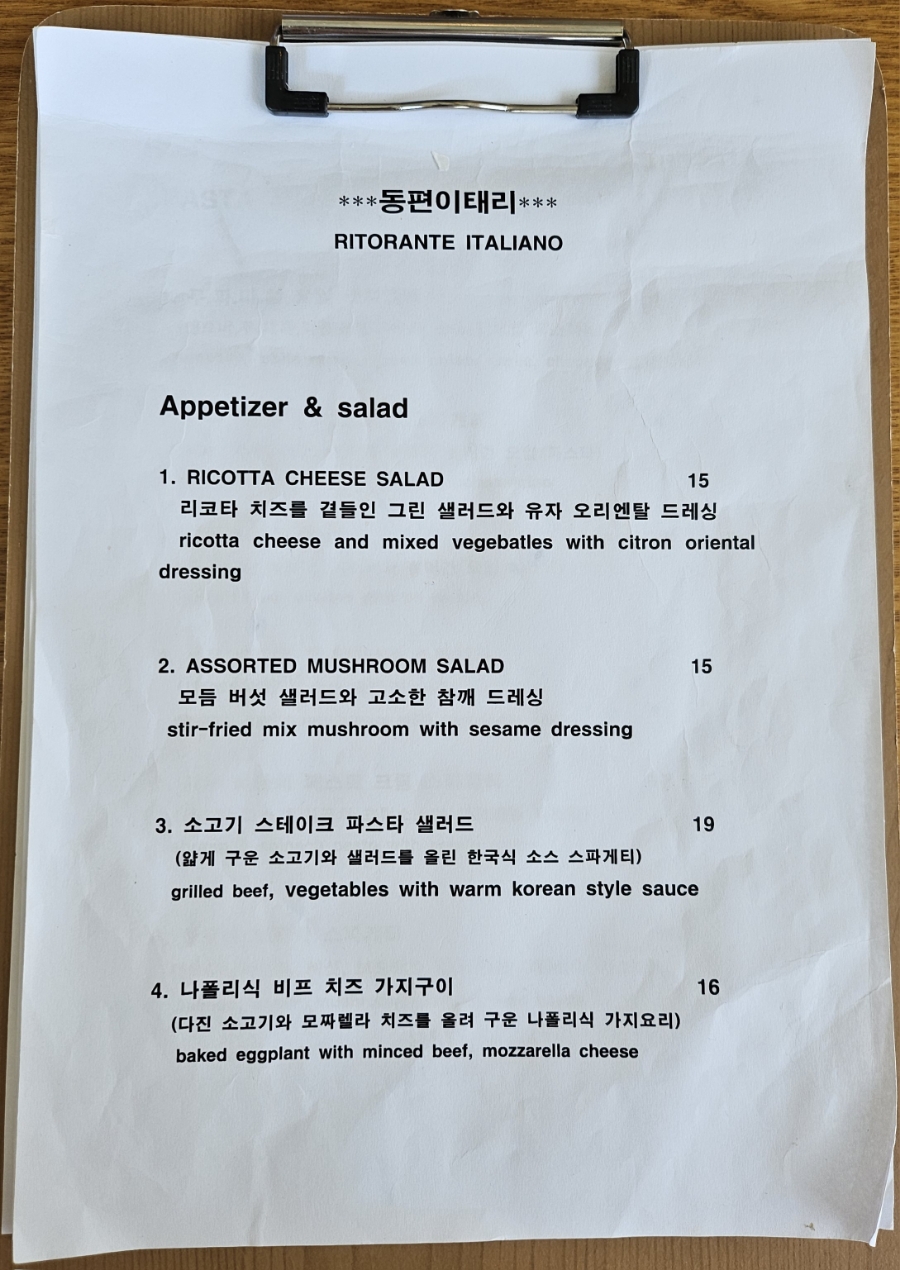 ***동편이태리***
RITORANTE ITALIANO
Appetizer & salad
1. RICOTTA CHEESE SALAD 15
리코타 치즈를 곁들인 그린 샐러드와 유자 오리엔탈 드레싱
ricotta cheese and mixed vegebatles with citron oriental
dressing
2. ASSORTED MUSHROOM SALAD 15
모듬 버섯 샐러드와 고소한 참깨 드레싱
stir-fried mix mushroom with sesame dressing
3. 소고기 스테이크 파스타 샐러드 19
(얇게 구운 소고기와 샐러드를 올린 한국식 소스 스파게티)
grilled beef, vegetables with warm korean style sauce
4. 나폴리식 비프 치즈 가지구이 16
(다진 소고기와 모짜렐라 치즈를 올려 구운 나폴리식 가지요리)
baked eggplant with minced beef, mozzarella cheese